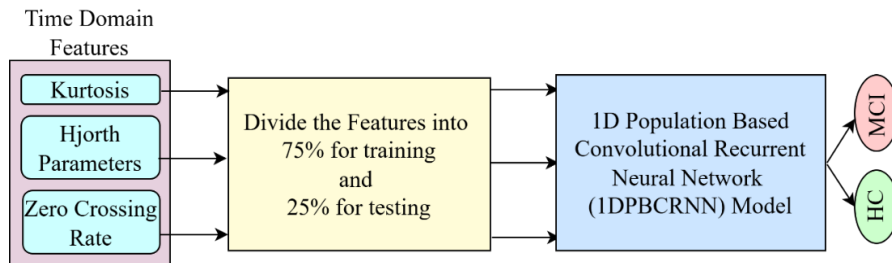 Time Domain
Features
Kurtosis
Hjorth
Parameters
Zero Crossing
Rate
Divide the Features into
75% for training
and
25% for testing
1D Population Based
Convolutional Recurrent
Neural Network
(1DPBCRNN) Model
MCI
HC